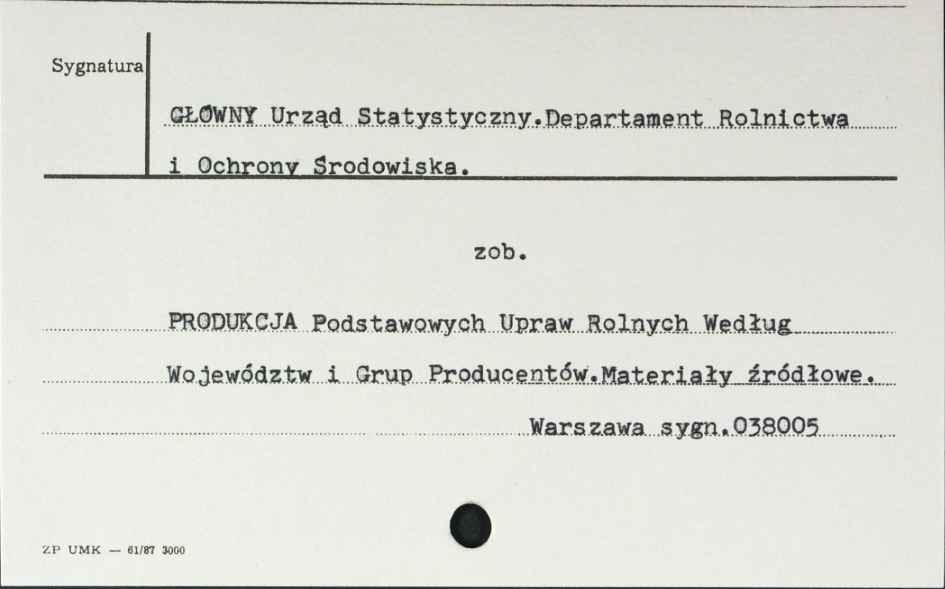 Sygnatura
GŁÓWNY Urząd Statystyczny.Departament Rolnictwa
i Ochrony Środowiska.
zob.
PRODUKCJA Podstawowych Upraw Rolnych Według
Województw i Grup Producentów.Materiały źródłowe.
Warszawa sygn.038005
ZP UMK — 61/87 3000